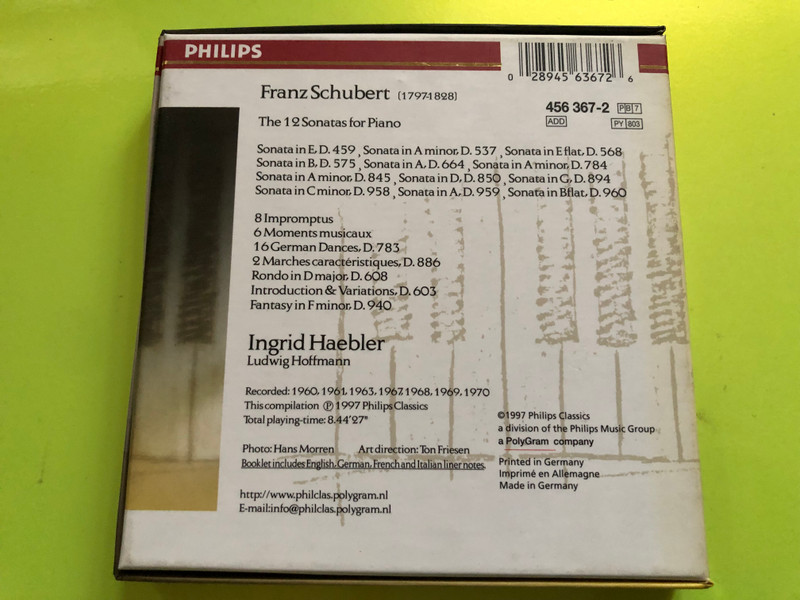 PHILIPS
0 28945 63672 6
Franz Schubert (1797-1828)
456 367-2 PB7
ADD PY 803
The 12 Sonatas for Piano
Sonata in E, D. 459, Sonata in A minor, D. 537, Sonata in E flat, D. 568
Sonata in B, D. 575, Sonata in A, D. 664, Sonata in A minor, D. 784
Sonata in A minor, D. 845, Sonata in D, D. 850, Sonata in G, D. 894
Sonata in C minor, D. 958, Sonata in A, D. 959, Sonata in B flat, D. 960
8 Impromptus
6 Moments musicaux
16 German Dances, D. 783
2 Marches caractéristiques, D. 886
Rondo in D major, D. 608
Introduction & Variations, D. 603
Fantasy in F minor, D. 940
Ingrid Haebler
Ludwig Hoffmann
Recorded: 1960, 1961, 1963, 1967, 1968, 1969, 1970
This compilation ℗ 1997 Philips Classics
Total playing-time: 8.44'27"
©1997 Philips Classics
a division of the Philips Music Group
a PolyGram company
Photo: Hans Morren Art direction: Ton Friesen
Booklet includes English, German, French and Italian liner notes.
Printed in Germany
Imprimé en Allemagne
Made in Germany
http://www.philclas.polygram.nl
E-mail:info@philclas.polygram.nl